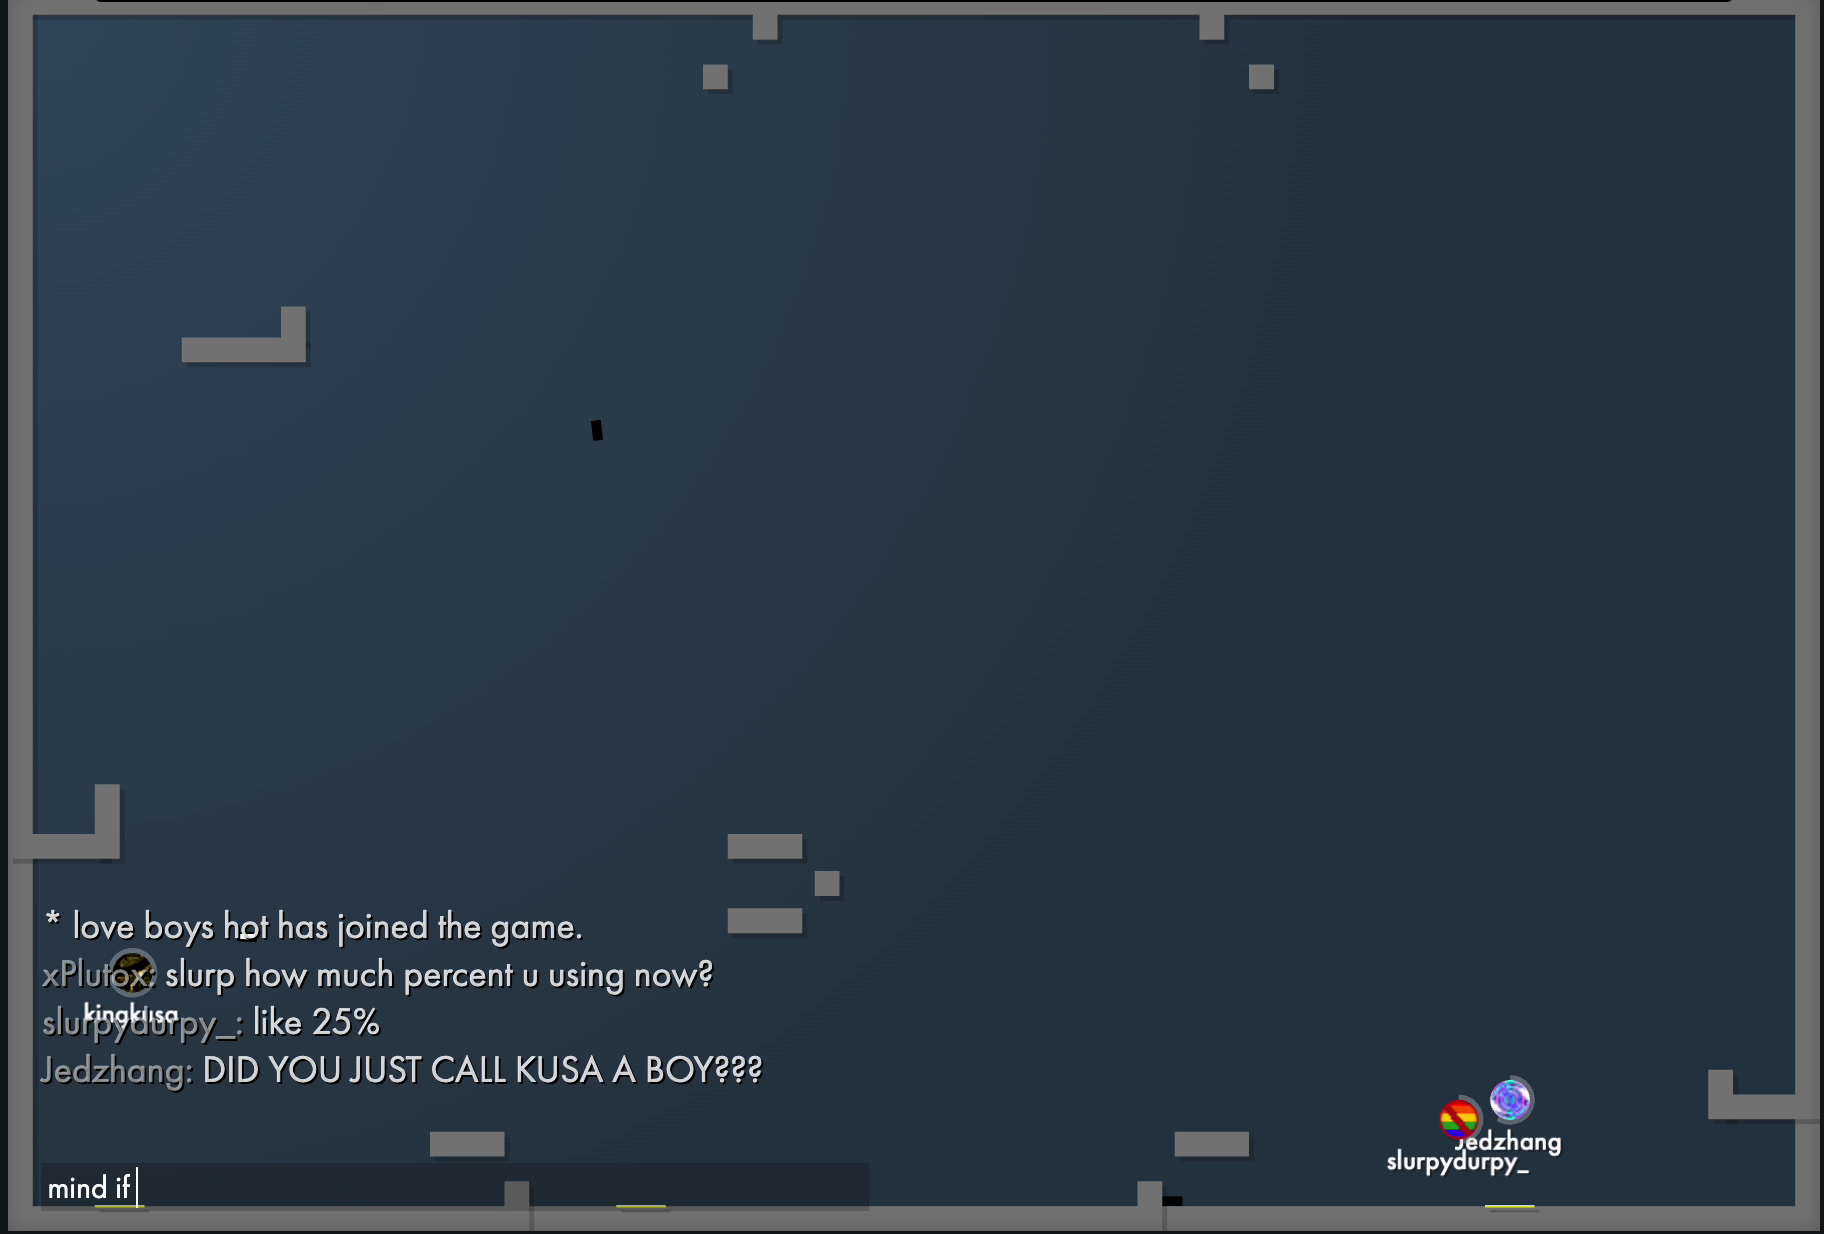 * love boys hot has joined the game.
xPlutox: slurp how much percent u using now?
kingkusa
slurpydurpy_: like 25%
Jedzhang: DID YOU JUST CALL KUSA A BOY???
Jedzhang
slurpydurpy_
mind if